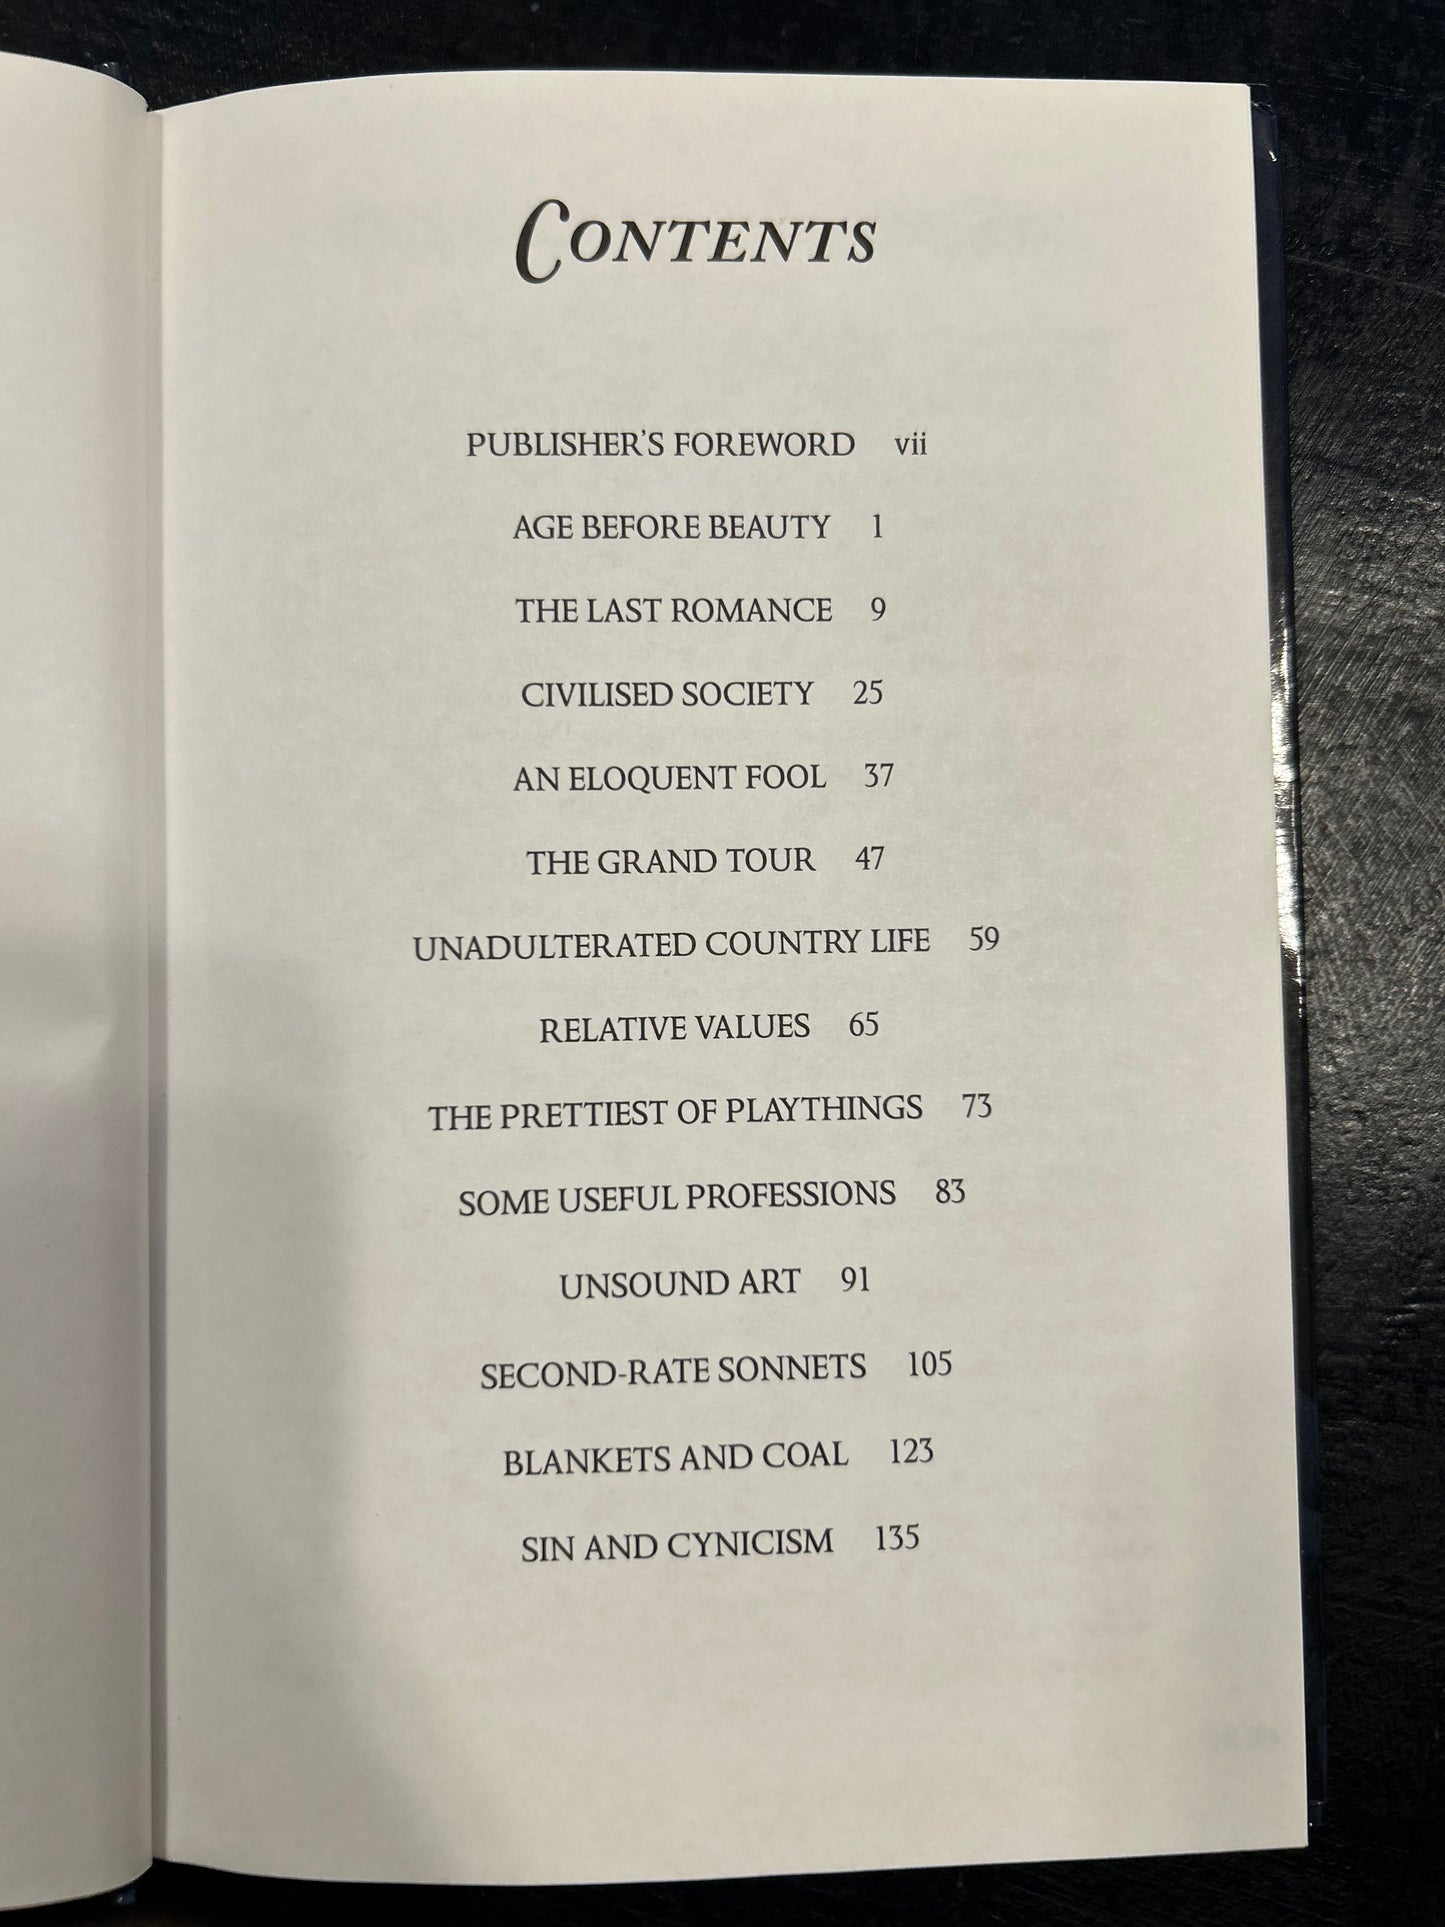 CONTENTS
PUBLISHER'S FOREWORD vii
AGE BEFORE BEAUTY 1
THE LAST ROMANCE 9
CIVILISED SOCIETY 25
AN ELOQUENT FOOL 37
THE GRAND TOUR 47
UNADULTERATED COUNTRY LIFE 59
RELATIVE VALUES 65
THE PRETTIEST OF PLAYTHINGS 73
SOME USEFUL PROFESSIONS 83
UNSOUND ART 91
SECOND-RATE SONNETS 105
BLANKETS AND COAL 123
SIN AND CYNICISM 135